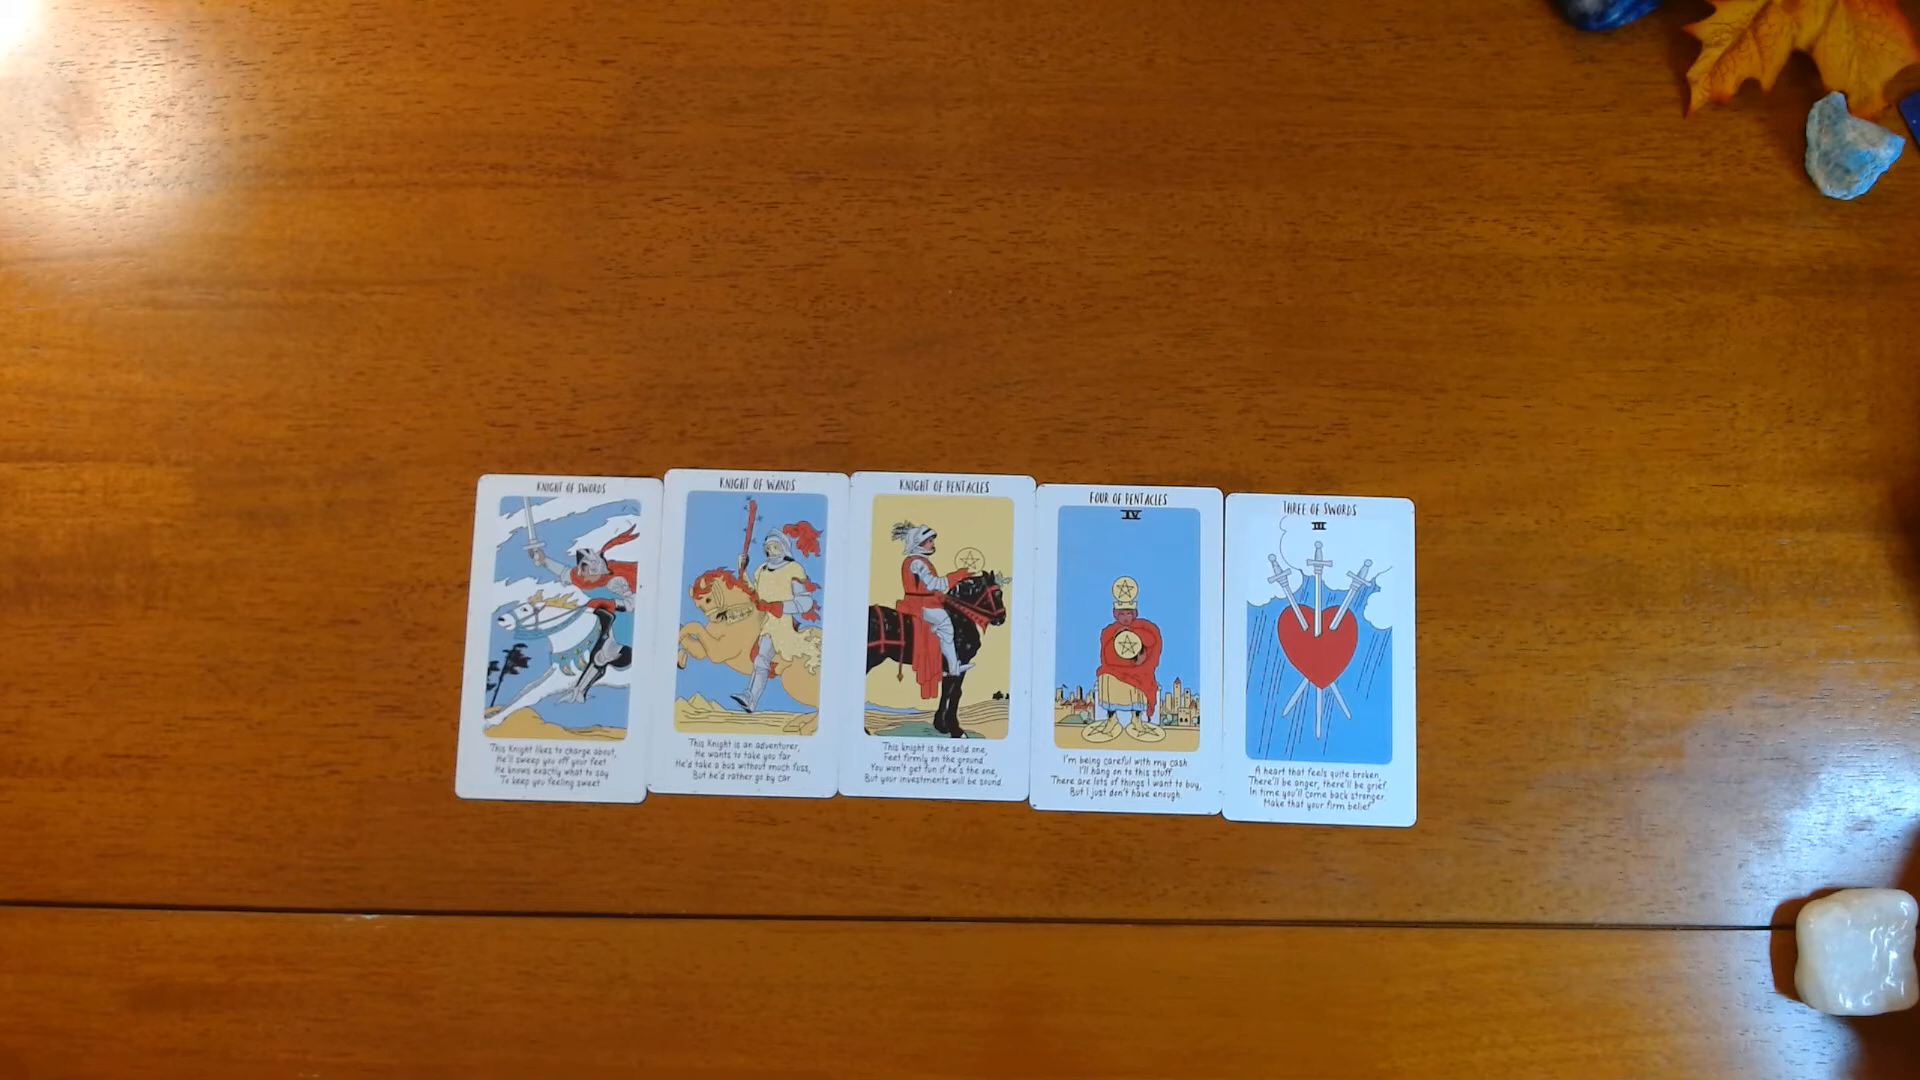 KNIGHT OF SWORDS
This Knight likes to charge about,
He'll sweep you off your feet
He knows exactly what to say
To keep you feeling sweet
KNIGHT OF WANDS
This Knight is an adventurer,
He wants to take you far
He'd take a bus without much fuss,
But he'd rather go by car
KNIGHT OF PENTACLES
This knight is the solid one,
Feet firmly on the ground
You won't get fun if he's the one,
But your investments will be sound.
FOUR OF PENTACLES
IV
I'm being careful with my cash
I'll hang on to this stuff
There are lots of things I want to buy,
But I just don't have enough
THREE OF SWORDS
III
A heart that feels quite broken,
There'll be anger, there'll be grief
In time you'll come back stronger,
Make that your firm belief